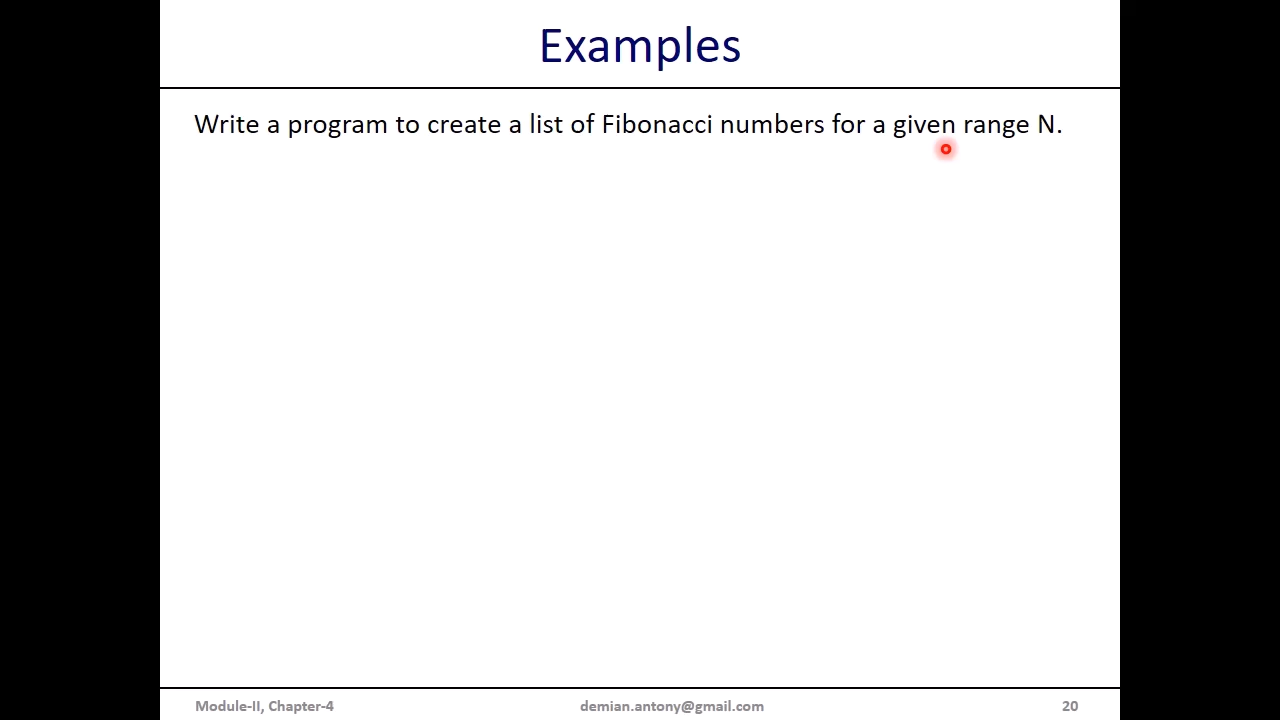 Examples
Write a program to create a list of Fibonacci numbers for a given range N.
Module-II, Chapter-4
demian.antony@gmail.com
20